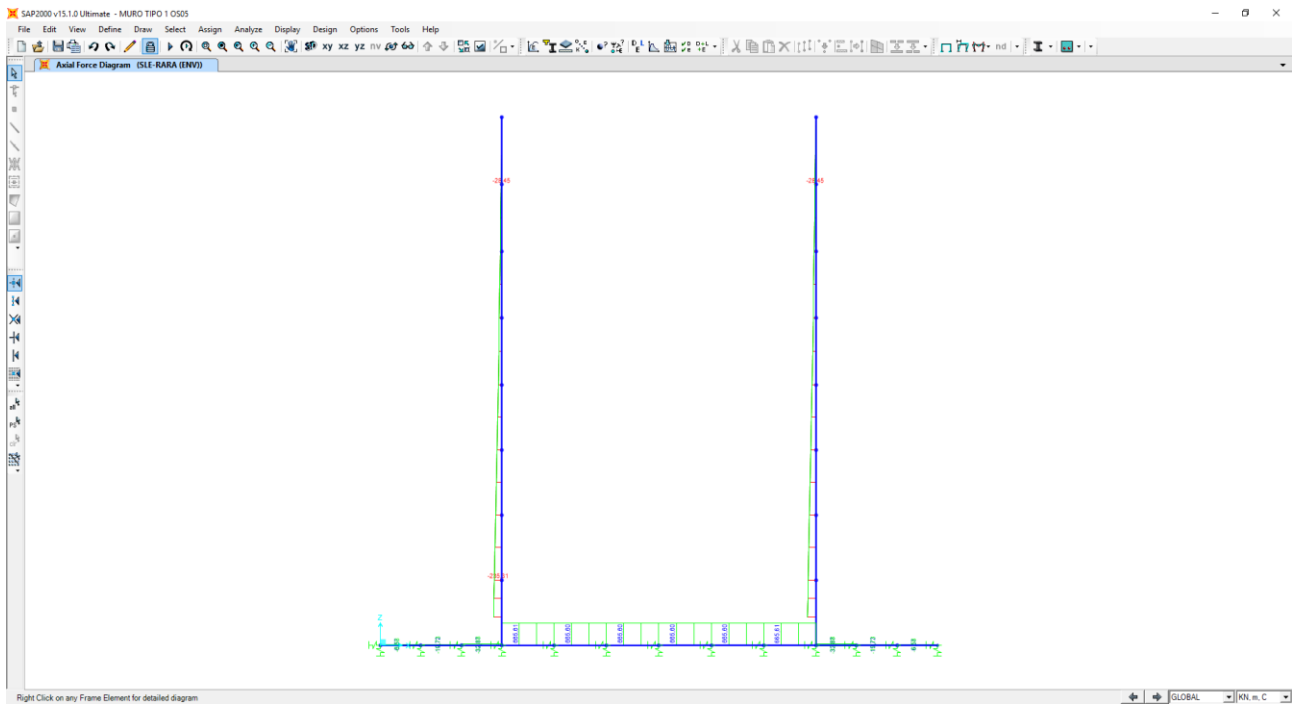 SAP2000 v15.1.0 Ultimate - MURO TIPO 1 OS05
File Edit View Define Draw Select Assign Analyze Display Design Options Tools Help
xy xz yz nv nd
Axial Force Diagram (SLE-RARA (ENV))
665,61 665,60 665,60 665,60 665,60 665,61
Right Click on any Frame Element for detailed diagram GLOBAL KN, m, C